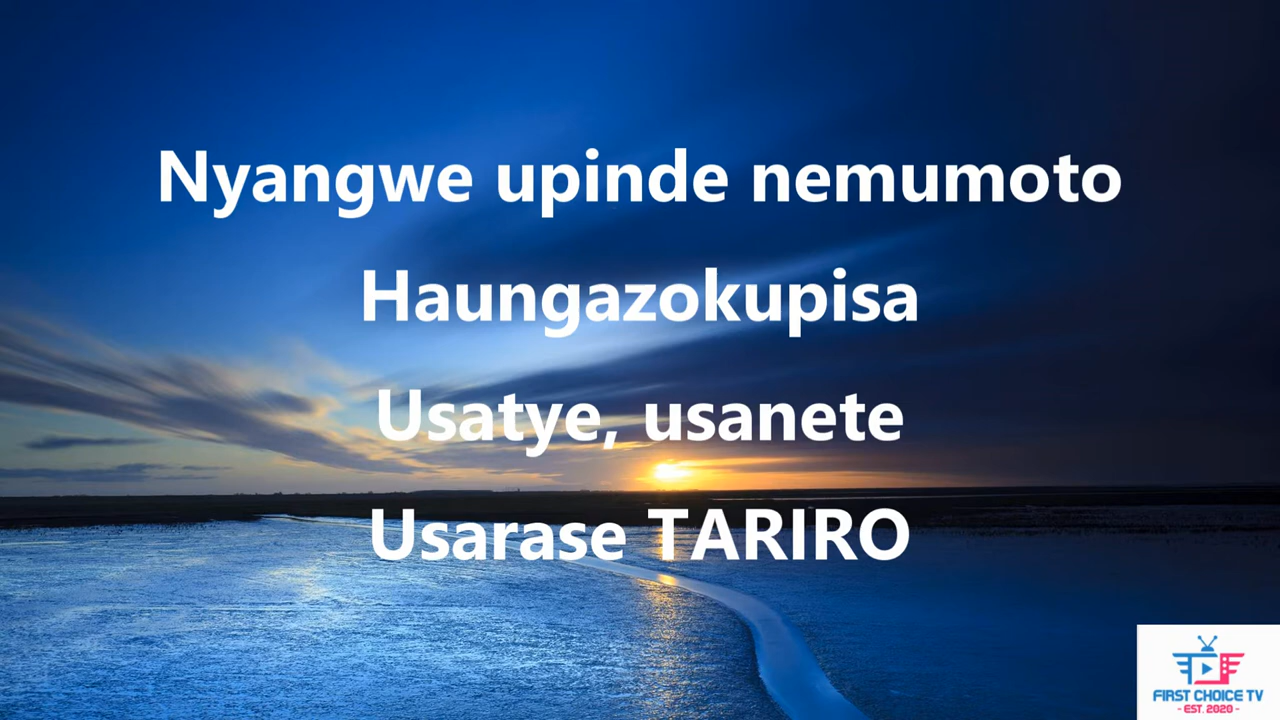 Nyangwe upinde nemumoto
Haungazokupisa
Usatye, usanete
Usarase TARIRO
FIRST CHOICE TV
- EST. 2020 -